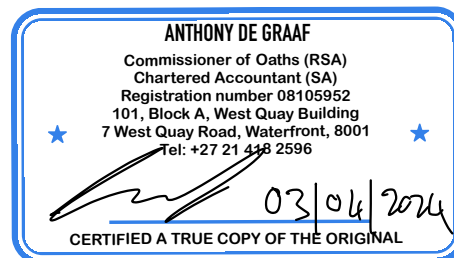 ANTHONY DE GRAAF
Commissioner of Oaths (RSA)
Chartered Accountant (SA)
Registration number 08105952
101, Block A, West Quay Building
7 West Quay Road, Waterfront, 8001
Tel: +27 21 418 2596
03/04/2024
CERTIFIED A TRUE COPY OF THE ORIGINAL